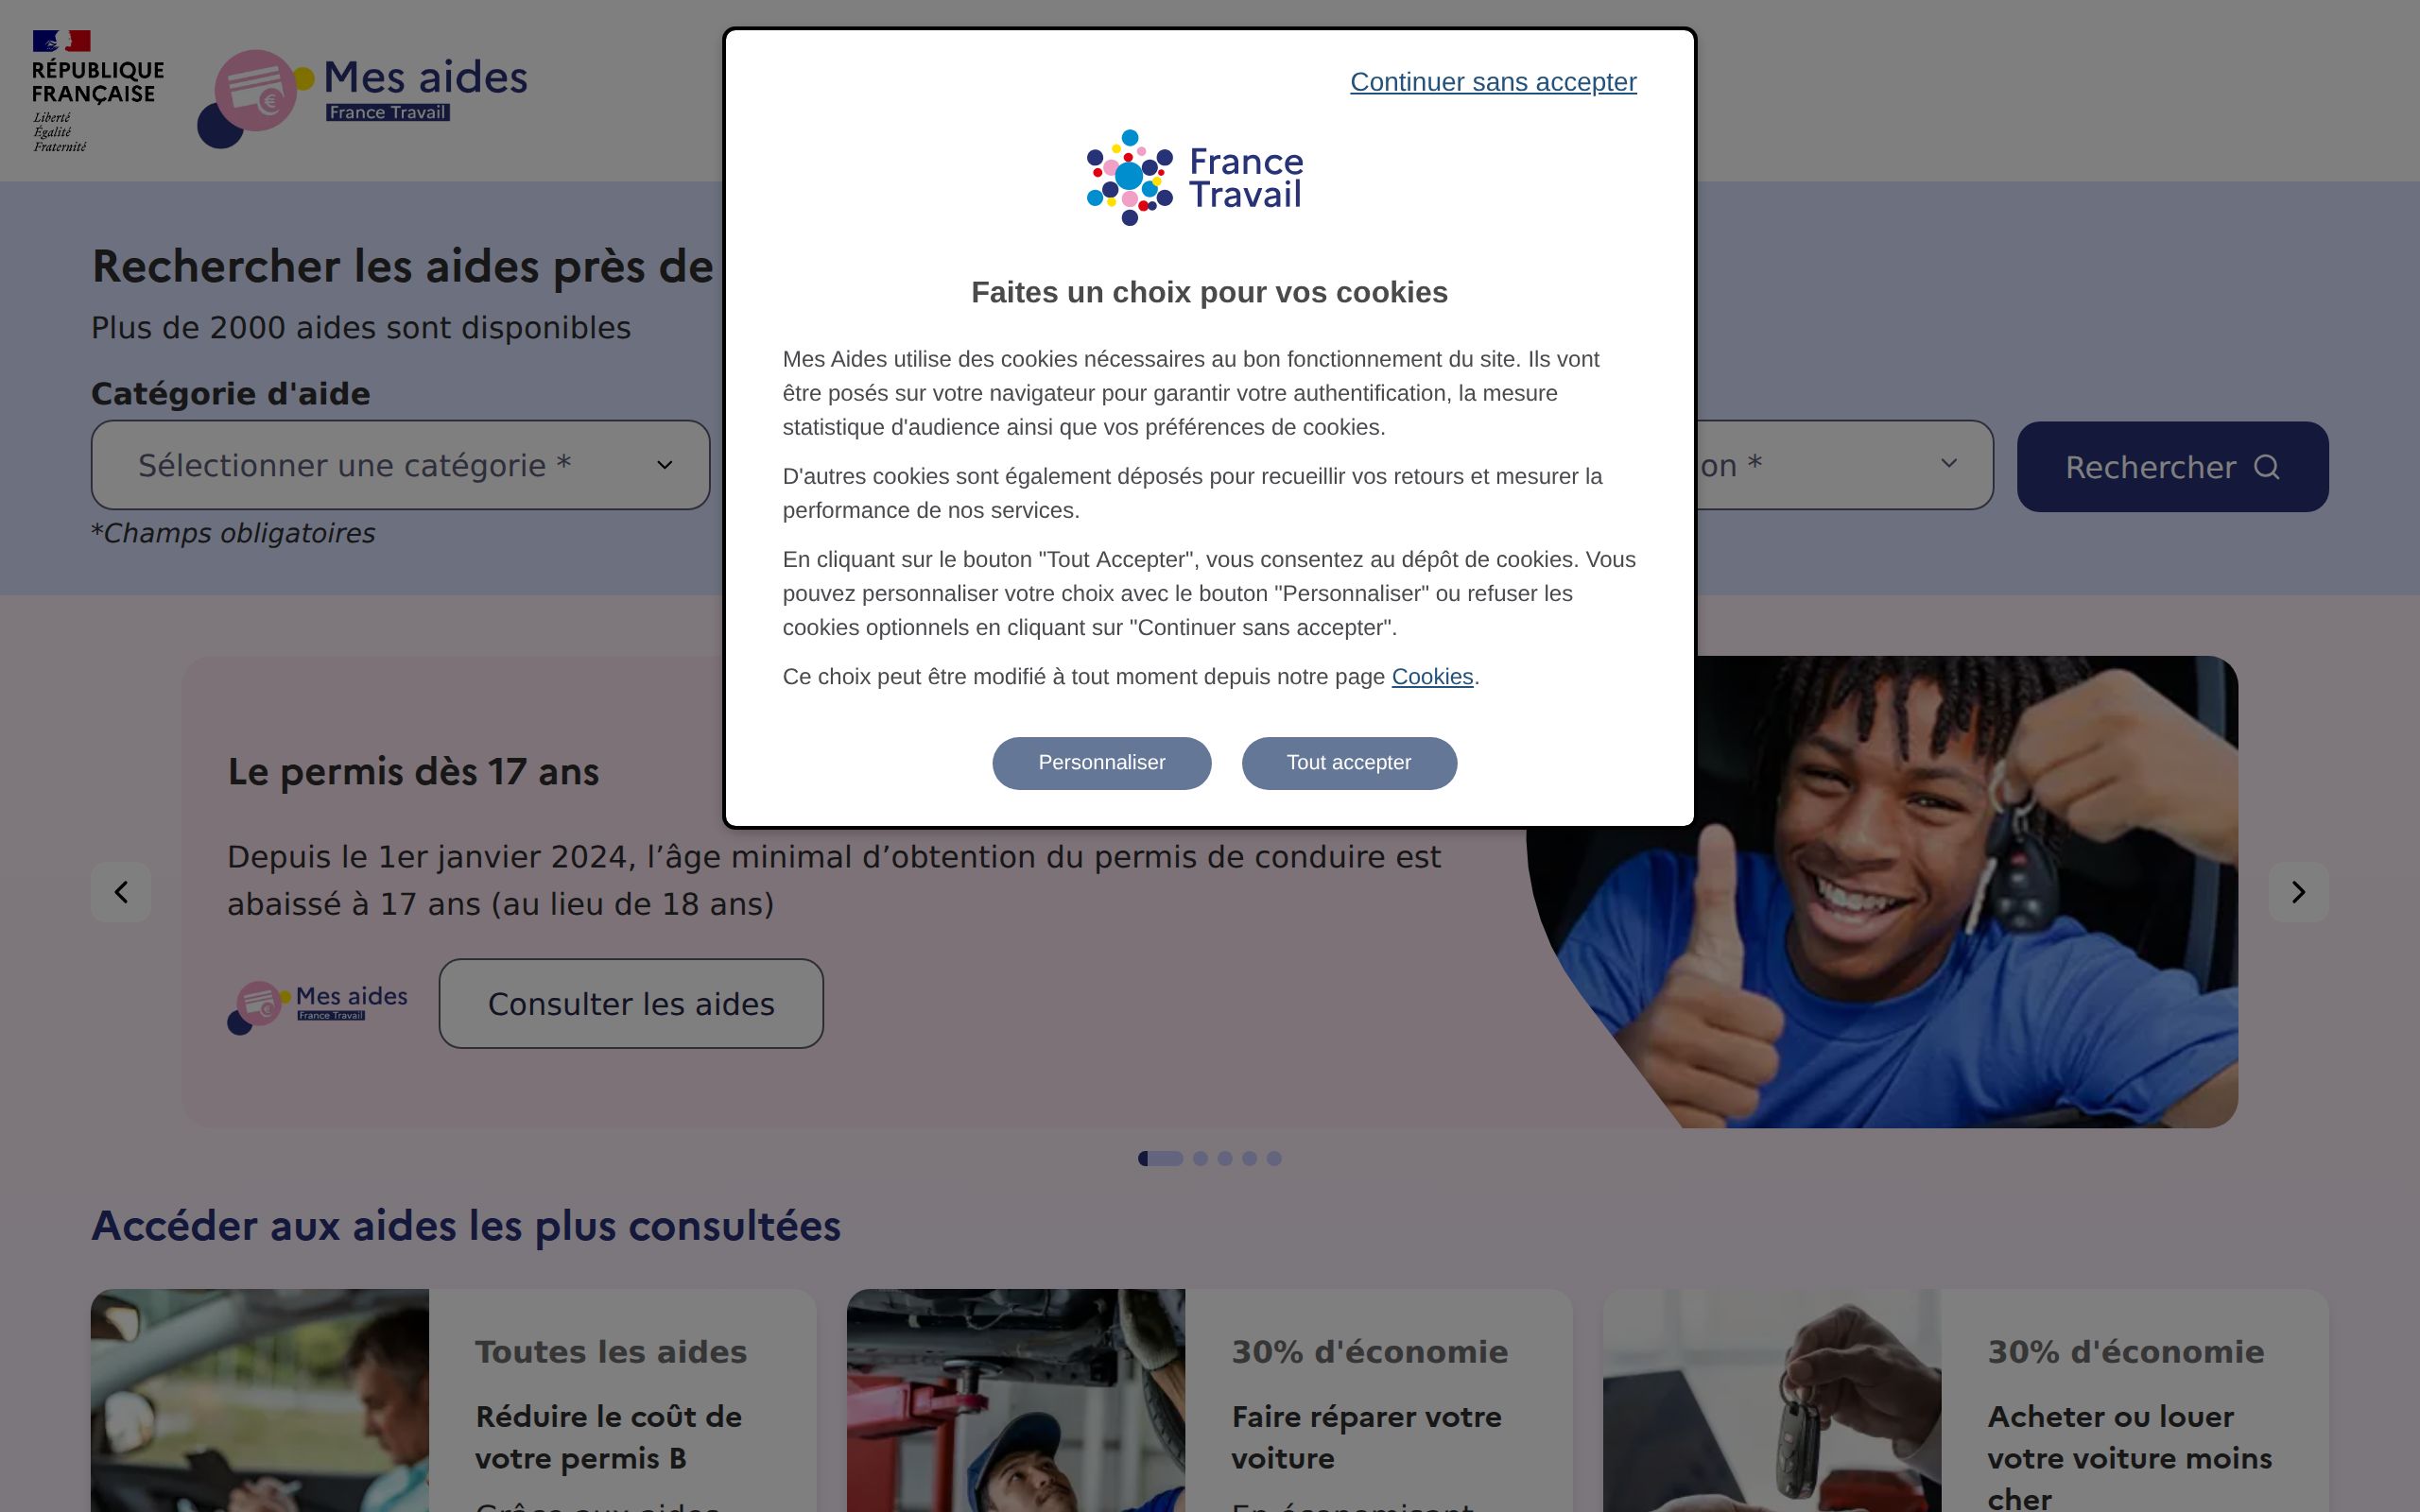 RÉPUBLIQUE
FRANÇAISE
Liberté
Égalité
Fraternité
Mes aides
France Travail
Continuer sans accepter
France
Travail
Faites un choix pour vos cookies
Mes Aides utilise des cookies nécessaires au bon fonctionnement du site. Ils vont
être posés sur votre navigateur pour garantir votre authentification, la mesure
statistique d'audience ainsi que vos préférences de cookies.
D'autres cookies sont également déposés pour recueillir vos retours et mesurer la
performance de nos services.
En cliquant sur le bouton "Tout Accepter", vous consentez au dépôt de cookies. Vous
pouvez personnaliser votre choix avec le bouton "Personnaliser" ou refuser les
cookies optionnels en cliquant sur "Continuer sans accepter".
Ce choix peut être modifié à tout moment depuis notre page Cookies.
Personnaliser
Tout accepter
Rechercher les aides près de
Plus de 2000 aides sont disponibles
Catégorie d'aide
Sélectionner une catégorie *
on *
Rechercher
*Champs obligatoires
Le permis dès 17 ans
Depuis le 1er janvier 2024, l’âge minimal d’obtention du permis de conduire est
abaissé à 17 ans (au lieu de 18 ans)
Mes aides
France Travail
Consulter les aides
Accéder aux aides les plus consultées
Toutes les aides
Réduire le coût de
votre permis B
Grâce aux aides
30% d'économie
Faire réparer votre
voiture
En économisant
30% d'économie
Acheter ou louer
votre voiture moins
cher